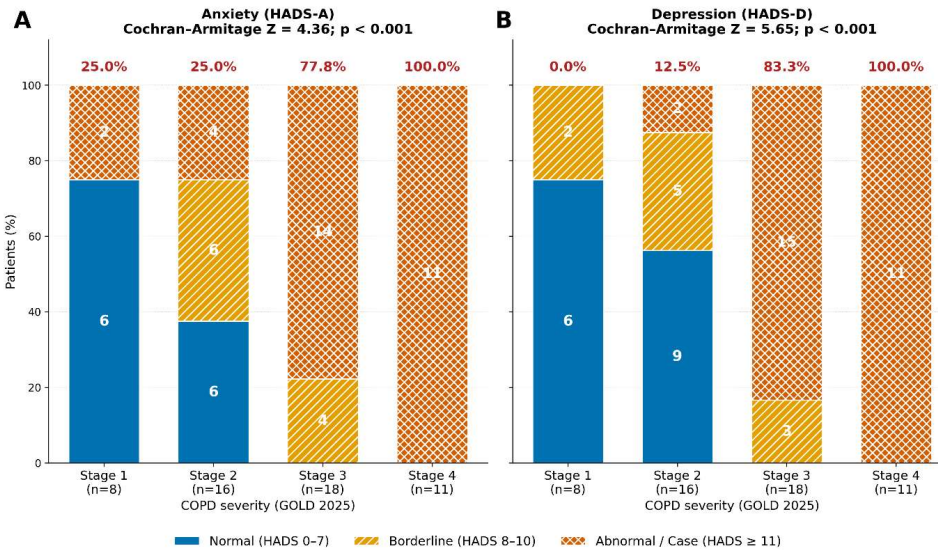 A
Anxiety (HADS-A)
Cochran–Armitage Z = 4.36; p < 0.001
25.0% 25.0% 77.8% 100.0%
Patients (%)
100
80
60
40
20
0
2 4 14 11
6
4
6 6
Stage 1 Stage 2 Stage 3 Stage 4
(n=8) (n=16) (n=18) (n=11)
COPD severity (GOLD 2025)
B
Depression (HADS-D)
Cochran–Armitage Z = 5.65; p < 0.001
0.0% 12.5% 83.3% 100.0%
2 2 15 11
5
3
6 9
Stage 1 Stage 2 Stage 3 Stage 4
(n=8) (n=16) (n=18) (n=11)
COPD severity (GOLD 2025)
Normal (HADS 0–7) Borderline (HADS 8–10) Abnormal / Case (HADS ≥ 11)